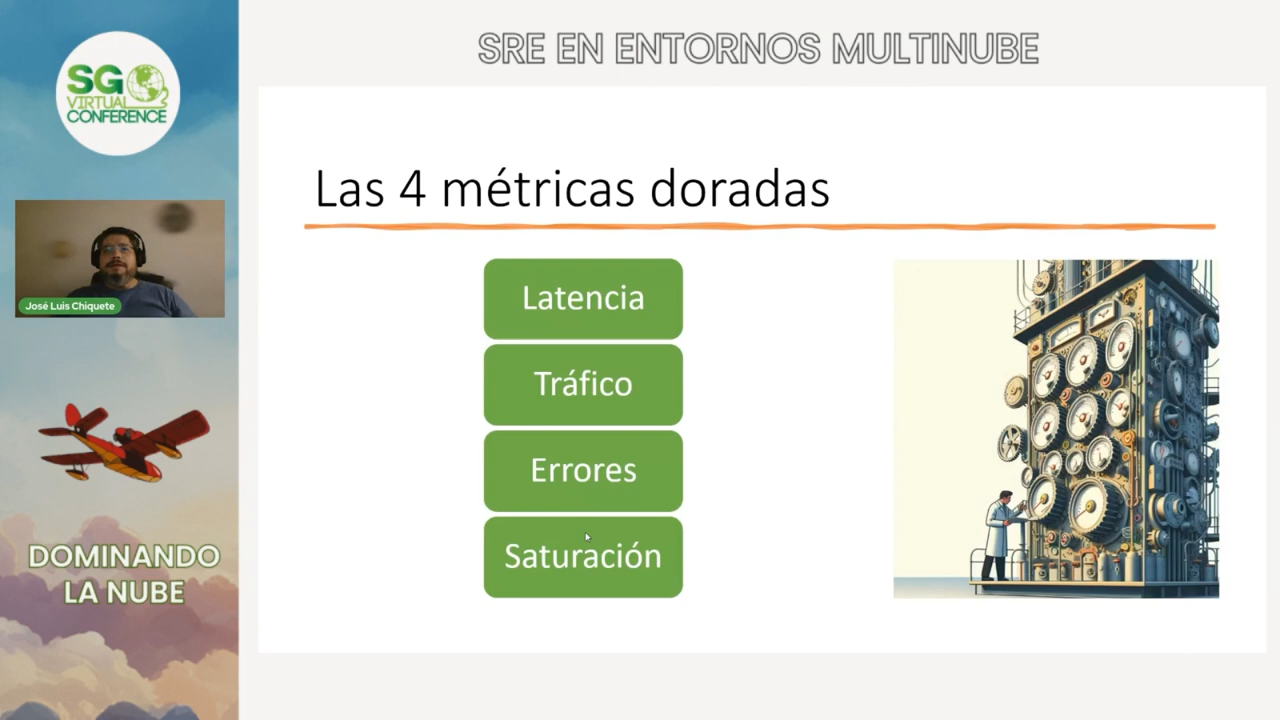 SRE EN ENTORNOS MULTINUBE
SG
VIRTUAL
CONFERENCE
José Luis Chiquete
DOMINANDO
LA NUBE
Las 4 métricas doradas
Latencia
Tráfico
Errores
Saturación